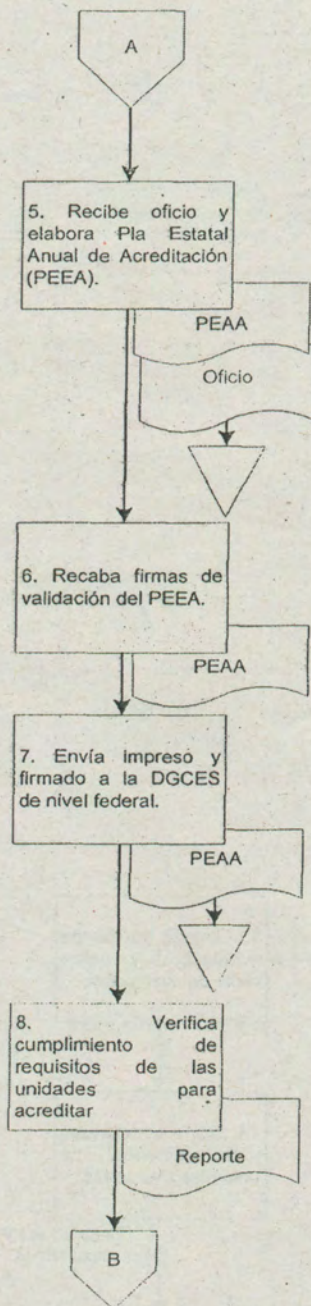 A
5. Recibe oficio y
elabora Pla Estatal
Anual de Acreditación
(PEEA).
PEAA
Oficio
6. Recaba firmas de
validación del PEEA.
PEAA
7. Envía impreso y
firmado a la DGCES
de nivel federal.
PEAA
8. Verifica
cumplimiento de
requisitos de las
unidades para
acreditar
Reporte
B